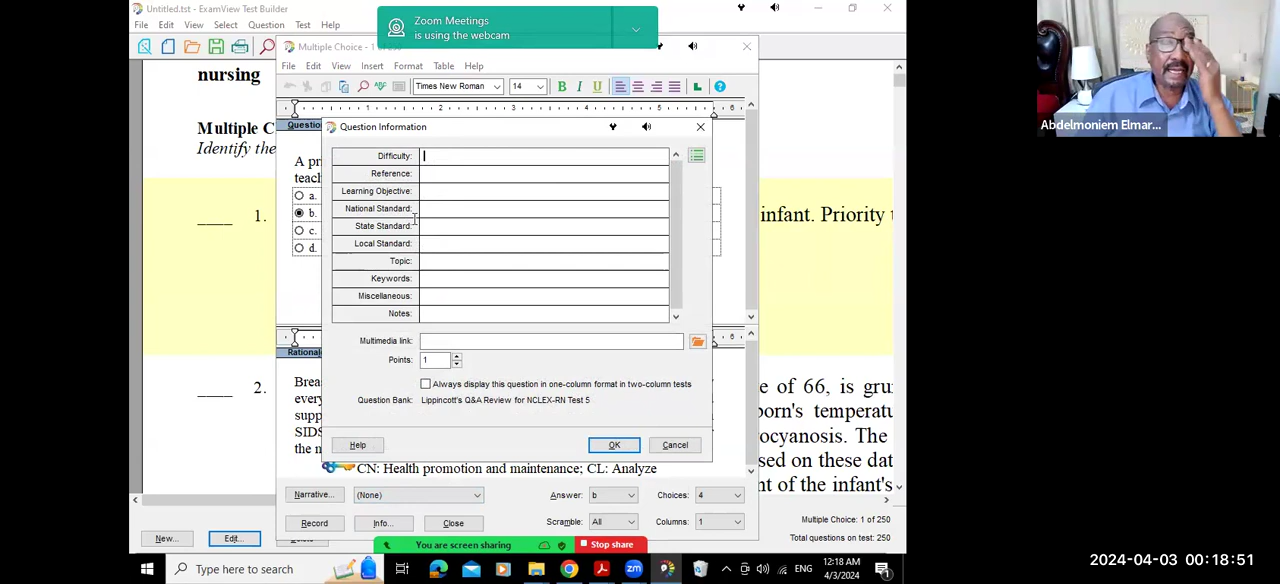 Untitled.tst - ExamView Test Builder
File Edit View Select Question Test Help
Zoom Meetings
is using the webcam
Multiple Choice - 1
File Edit View Insert Format Table Help
Times New Roman 14 B I U
nursing
Multiple C
Identify the
Questio
A pr
teach
a.
b.
c.
d.
1.
infant. Priority t
Question Information
Difficulty:
Reference:
Learning Objective:
National Standard:
State Standard:
Local Standard:
Topic:
Keywords:
Miscellaneous:
Notes:
Multimedia link:
Points: 1
Always display this question in one-column format in two-column tests
Question Bank: Lippincott's Q&A Review for NCLEX-RN Test 5
Help OK Cancel
Rational
Brea
every
supp
SIDS
the n
CN: Health promotion and maintenance; CL: Analyze
2.
e of 66, is grun
orn's temperatu
ocyanosis. The
sed on these dat
nt of the infant's
Narrative... (None) Answer: b Choices: 4
Record Info... Close Scramble: All Columns: 1
New... Edit...
Multiple Choice: 1 of 250
Total questions on test: 250
You are screen sharing Stop share
Type here to search
ENG
12:18 AM
4/3/2024
Abdelmoniem Elmar...
2024-04-03 00:18:51